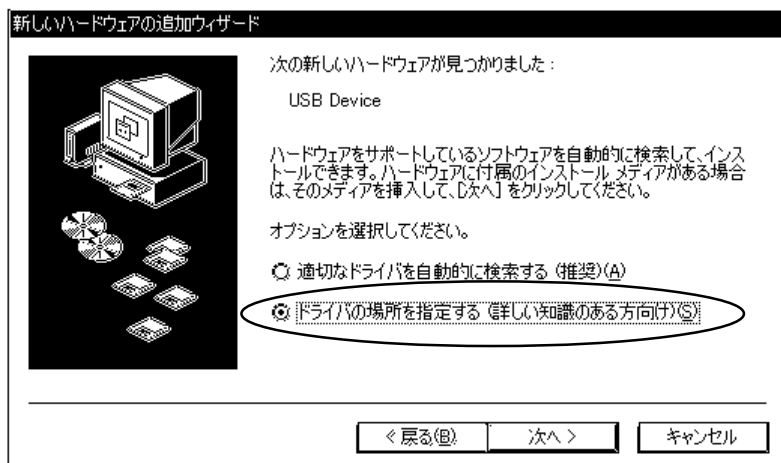 新しいハードウェアの追加ウィザード
次の新しいハードウェアが見つかりました：
USB Device
ハードウェアをサポートしているソフトウェアを自動的に検索して、インス
トールできます。ハードウェアに付属のインストール メディアがある場合
は、そのメディアを挿入して、[次へ] をクリックしてください。
オプションを選択してください。
適切なドライバを自動的に検索する (推奨)(A)
ドライバの場所を指定する (詳しい知識のある方向け)(S)
< 戻る(B)
次へ >
キャンセル